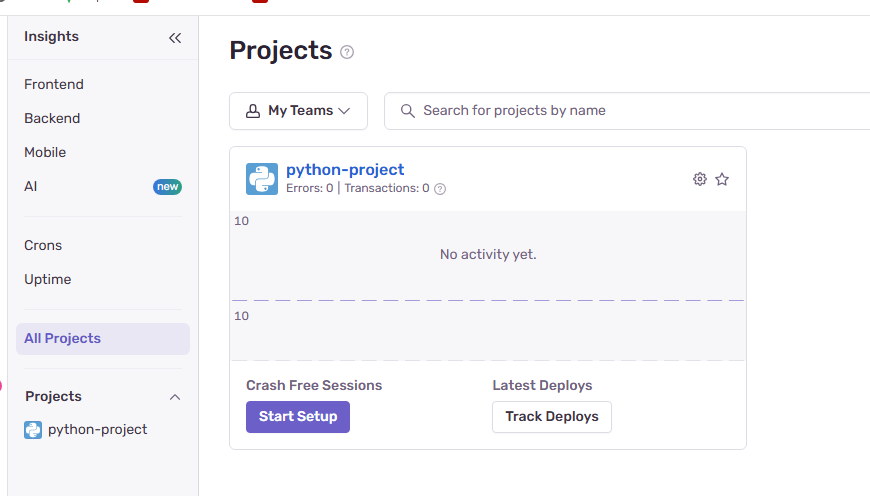 Insights
Frontend
Backend
Mobile
AI new
Crons
Uptime
All Projects
Projects
python-project
Projects
My Teams
Search for projects by name
python-project
Errors: 0 | Transactions: 0
10
No activity yet.
10
Crash Free Sessions
Start Setup
Latest Deploys
Track Deploys